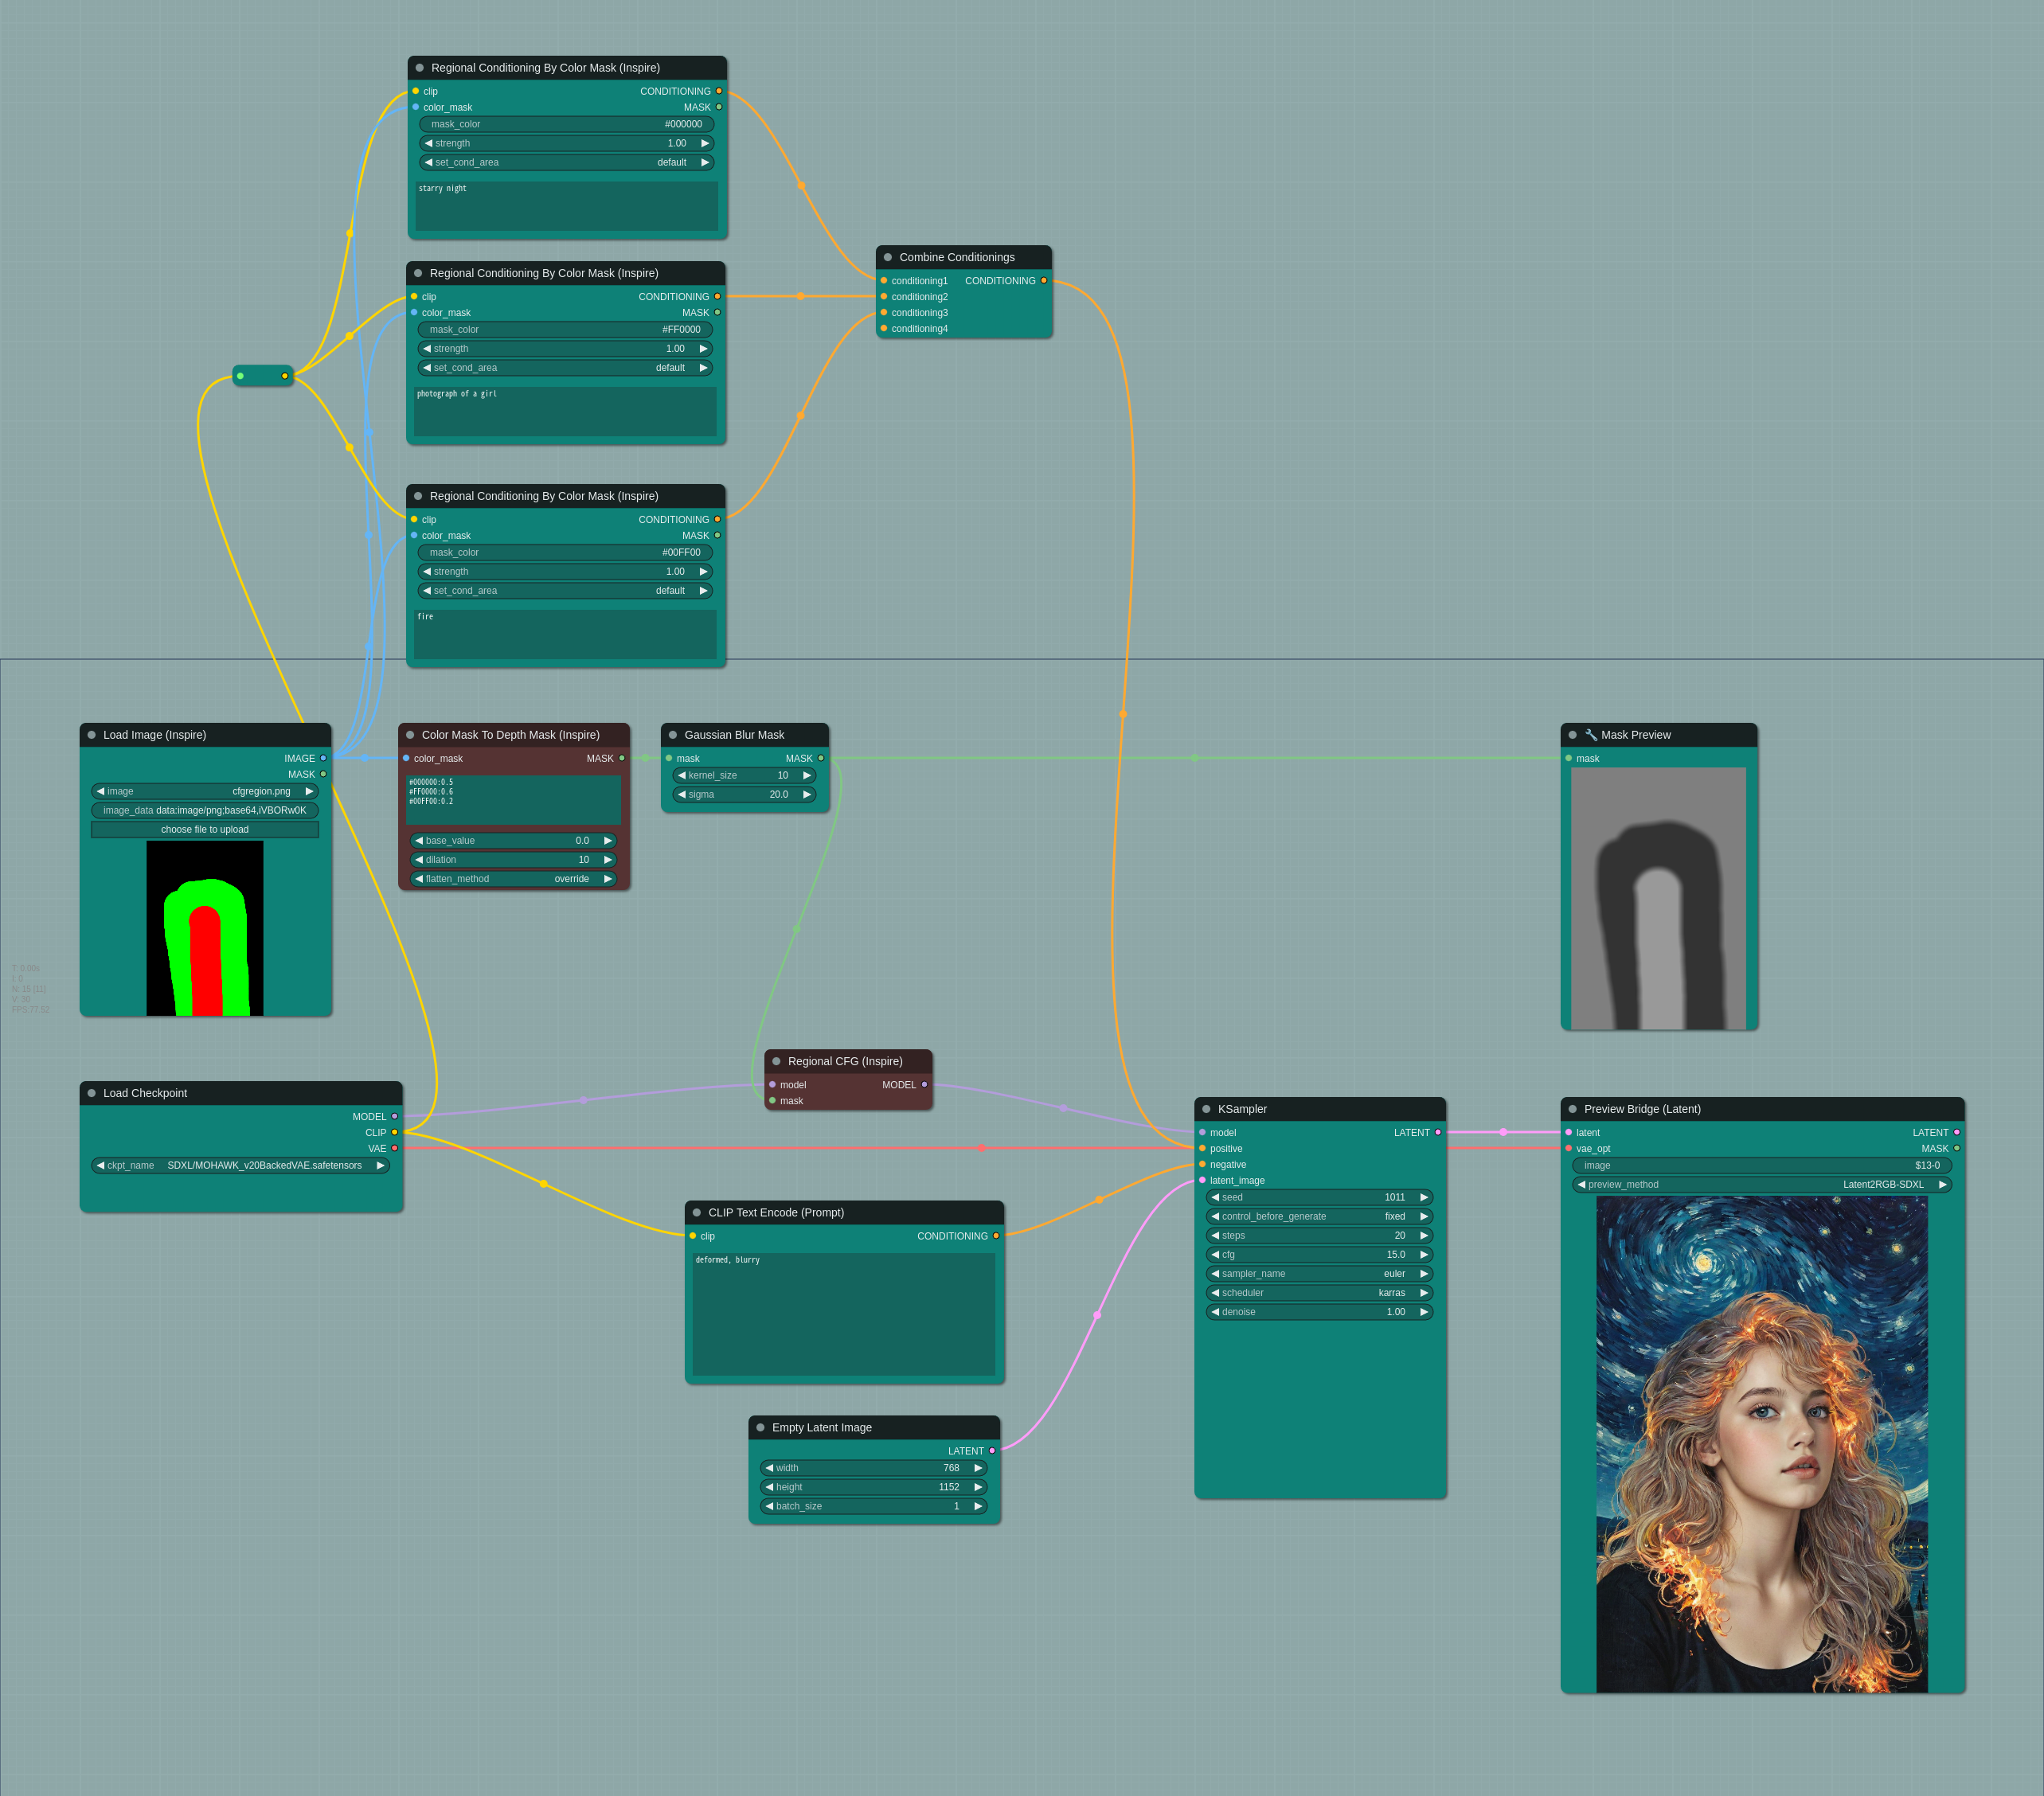 Regional Conditioning By Color Mask (Inspire)
clip CONDITIONING
color_mask MASK
mask_color #000000
strength 1.00
set_cond_area default
starry night
Combine Conditionings
conditioning1 CONDITIONING
conditioning2
conditioning3
conditioning4
Regional Conditioning By Color Mask (Inspire)
clip CONDITIONING
color_mask MASK
mask_color #FF0000
strength 1.00
set_cond_area default
photograph of a girl
Regional Conditioning By Color Mask (Inspire)
clip CONDITIONING
color_mask MASK
mask_color #00FF00
strength 1.00
set_cond_area default
fire
Load Image (Inspire)
IMAGE
MASK
image cfgregion.png
image_data data:image/png;base64,iVBORw0K
choose file to upload
Color Mask To Depth Mask (Inspire)
color_mask MASK
#000000:0.5
#FF0000:0.6
#00FF00:0.2
base_value 0.0
dilation 10
flatten_method override
Gaussian Blur Mask
mask MASK
kernel_size 10
sigma 20.0
🔧 Mask Preview
mask
T: 0.00s
I: 0
N: 15 [11]
V: 30
FPS:77.52
Regional CFG (Inspire)
model MODEL
mask
Load Checkpoint
MODEL
CLIP
VAE
ckpt_name SDXL/MOHAWK_v20BackedVAE.safetensors
CLIP Text Encode (Prompt)
clip CONDITIONING
deformed, blurry
Empty Latent Image
LATENT
width 768
height 1152
batch_size 1
KSampler
model LATENT
positive
negative
latent_image
seed 1011
control_before_generate fixed
steps 20
cfg 15.0
sampler_name euler
scheduler karras
denoise 1.00
Preview Bridge (Latent)
latent LATENT
vae_opt MASK
image $13-0
preview_method Latent2RGB-SDXL